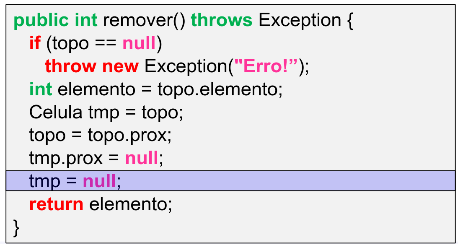 public int remover() throws Exception {
if (topo == null)
throw new Exception("Erro!”);
int elemento = topo.elemento;
Celula tmp = topo;
topo = topo.prox;
tmp.prox = null;
tmp = null;
return elemento;
}